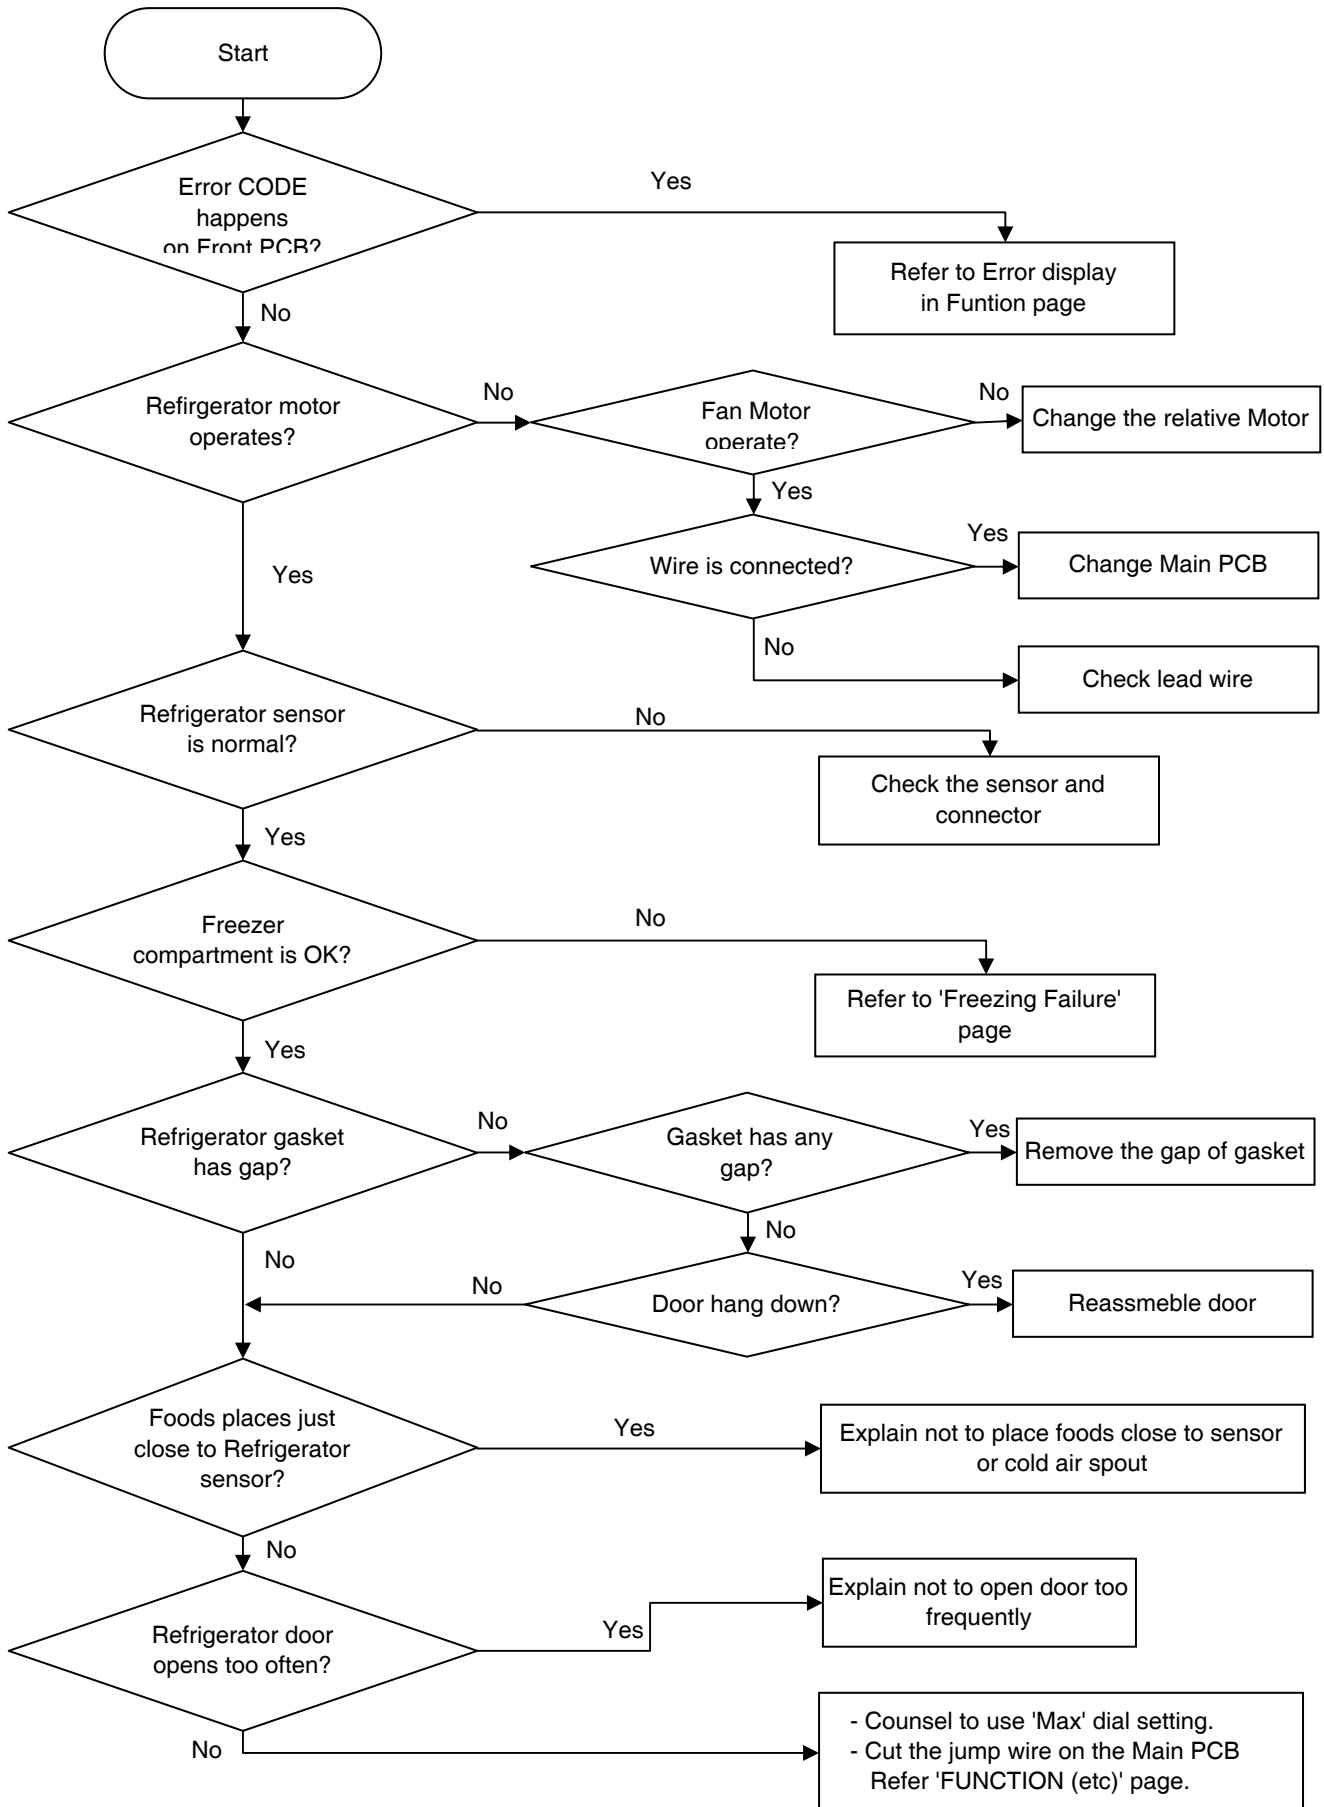 Start
Error CODE
happens
on Front PCB?
Yes
Refer to Error display
in Funtion page
No
Refirgerator motor
operates?
No
Fan Motor
operate?
No
Change the relative Motor
Yes
Wire is connected?
Yes
Change Main PCB
Yes
No
Check lead wire
Refrigerator sensor
is normal?
No
Check the sensor and
connector
Yes
Freezer
compartment is OK?
No
Refer to 'Freezing Failure'
page
Yes
Refrigerator gasket
has gap?
No
Gasket has any
gap?
Yes
Remove the gap of gasket
No
No
Door hang down?
No
Yes
Reassmeble door
Foods places just
close to Refrigerator
sensor?
Yes
Explain not to place foods close to sensor
or cold air spout
No
Refrigerator door
opens too often?
Yes
Explain not to open door too
frequently
No
- Counsel to use 'Max' dial setting.
- Cut the jump wire on the Main PCB
Refer 'FUNCTION (etc)' page.